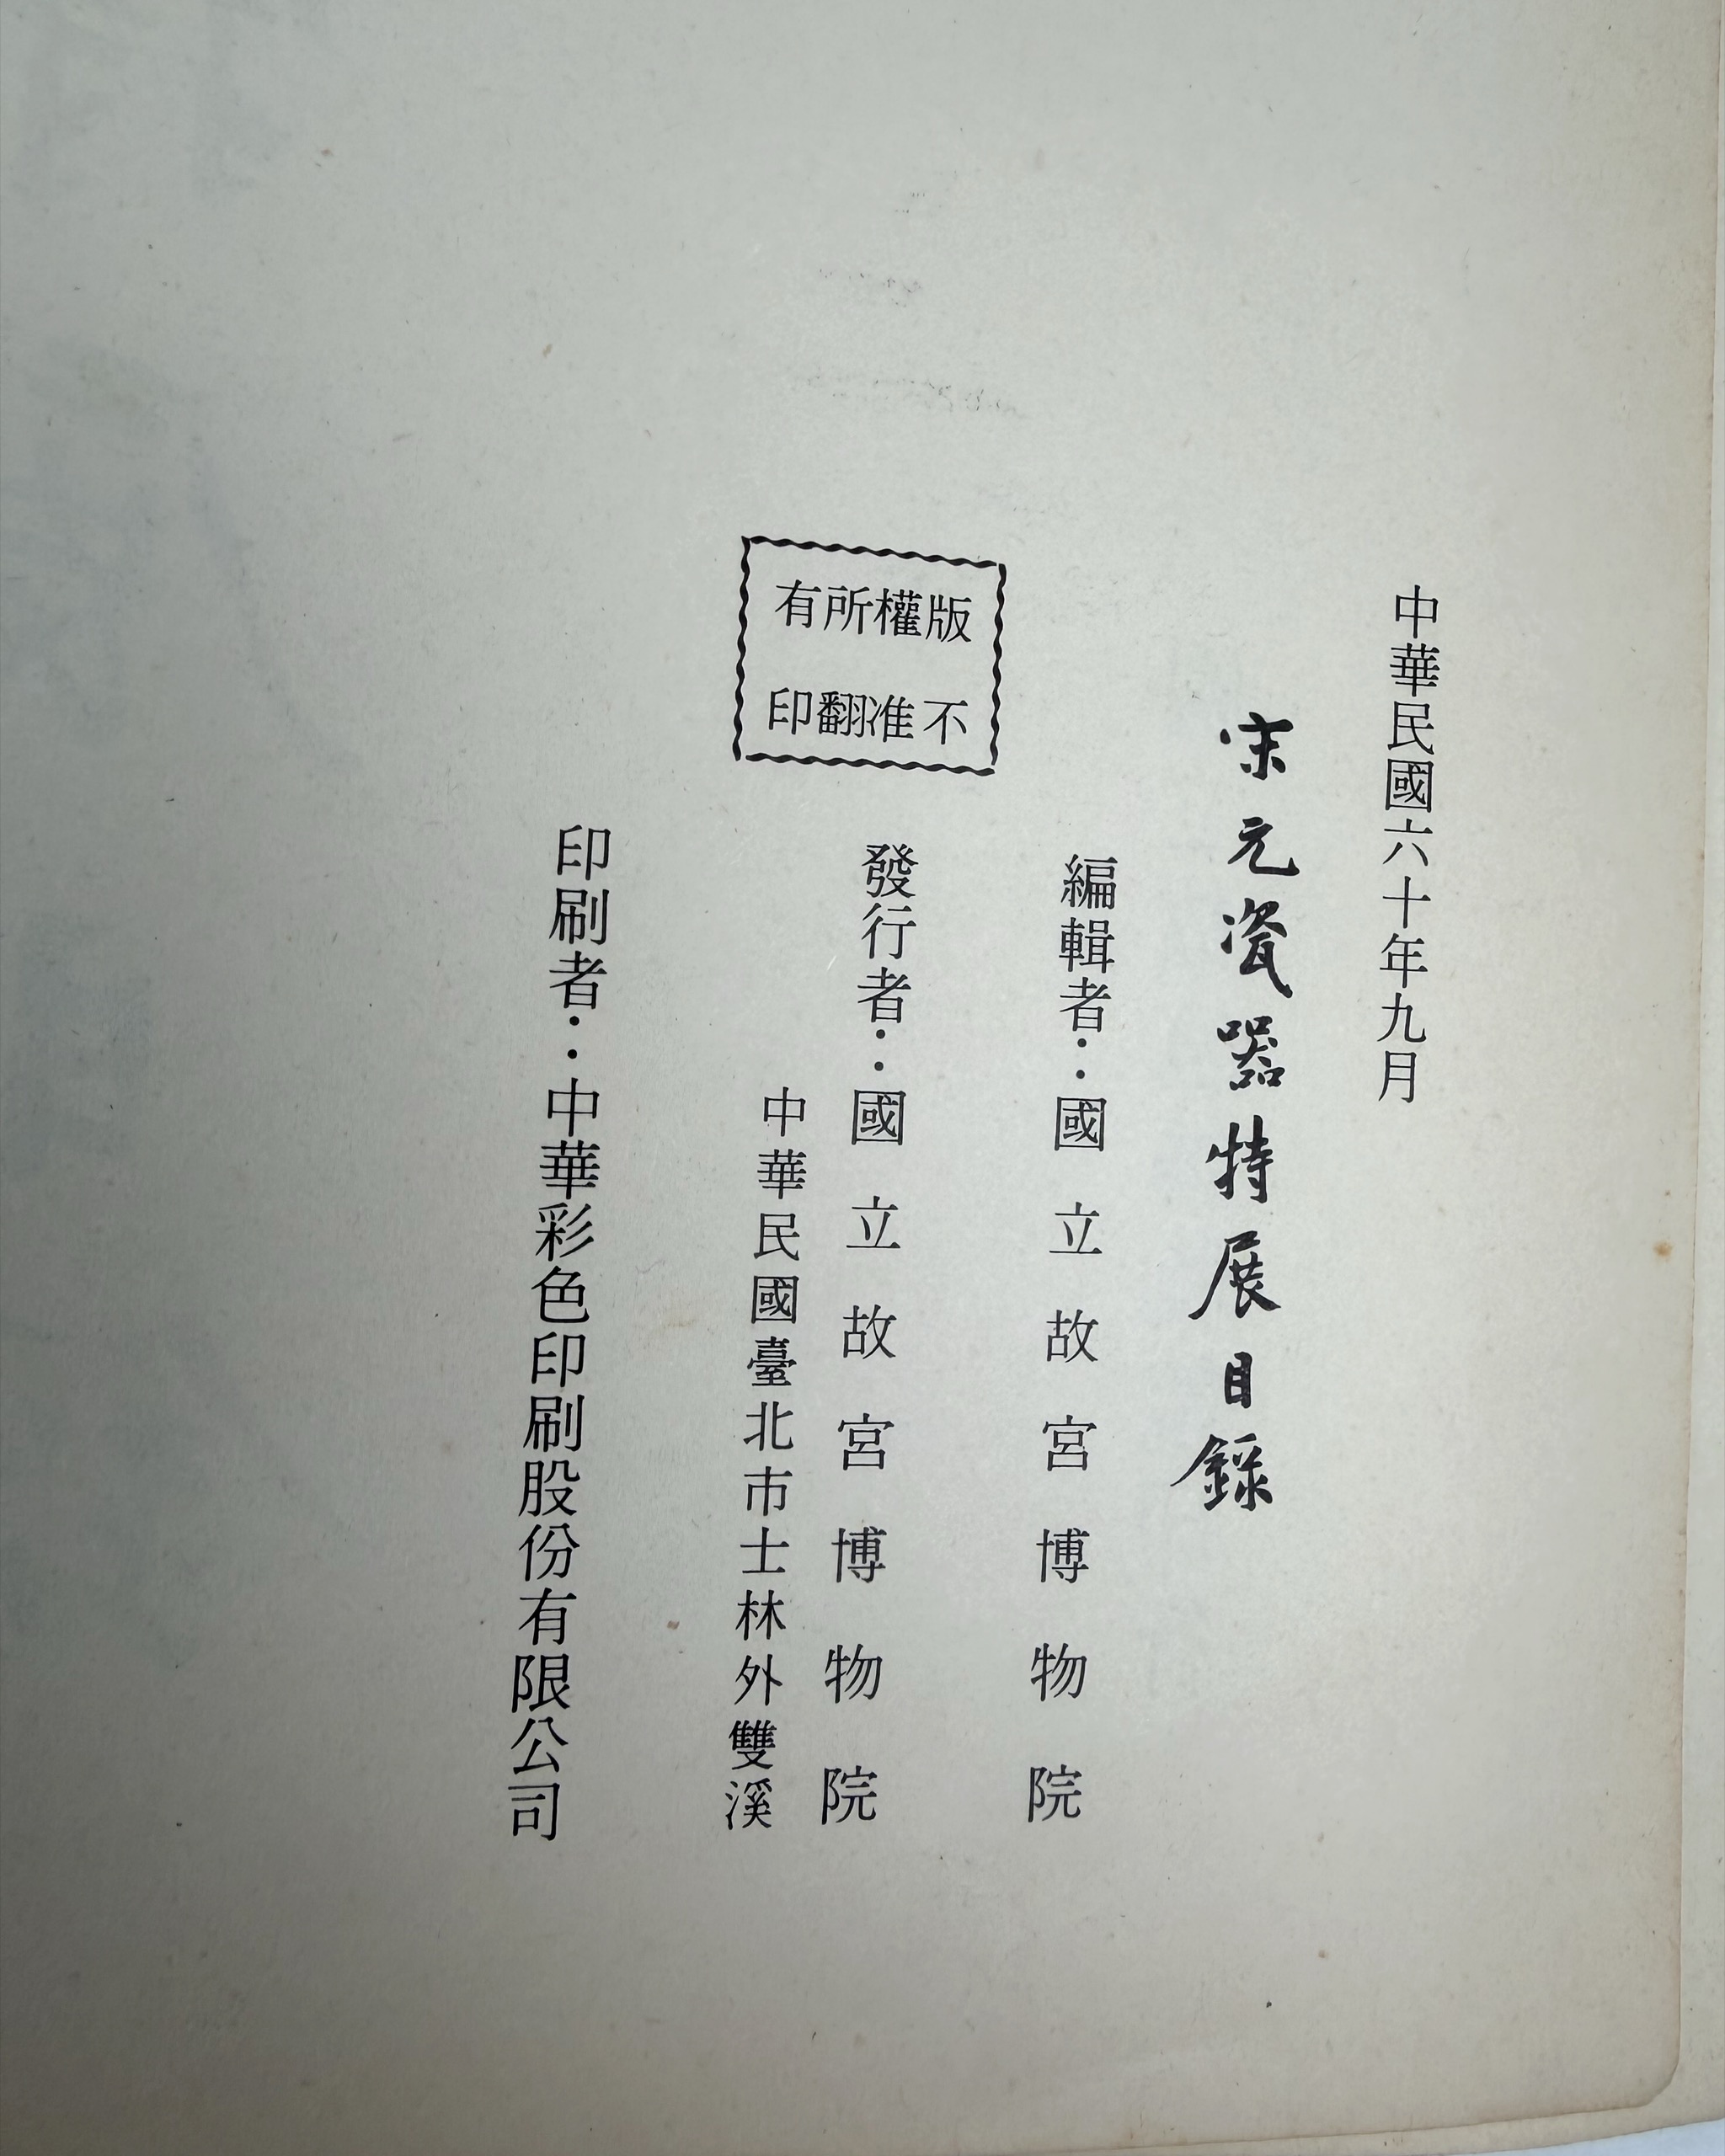 中華民國六十年九月
宋元瓷器特展目錄
編輯者：國立故宮博物院
版權所有
不准翻印
發行者：國立故宮博物院
中華民國臺北市士林外雙溪
印刷者：中華彩色印刷股份有限公司